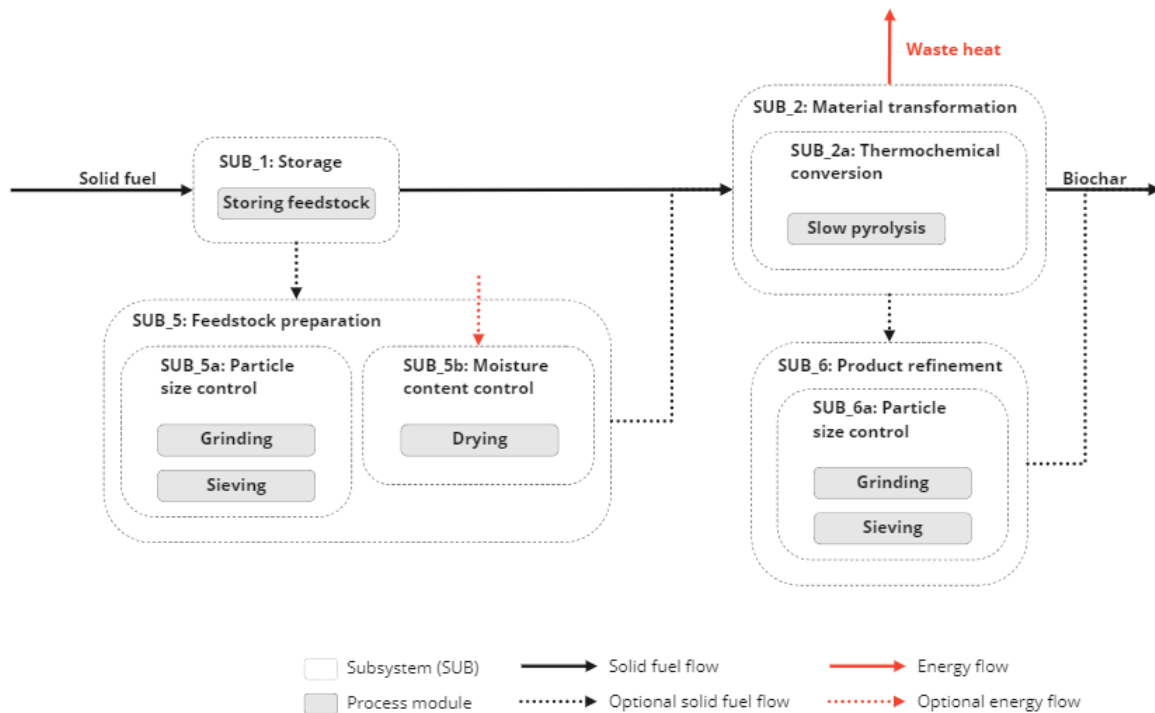 Waste heat
SUB_2: Material transformation
SUB_2a: Thermochemical
conversion
Slow pyrolysis
SUB_1: Storage
Storing feedstock
Solid fuel
Biochar
SUB_5: Feedstock preparation
SUB_5a: Particle
size control
Grinding
Sieving
SUB_5b: Moisture
content control
Drying
SUB_6: Product refinement
SUB_6a: Particle
size control
Grinding
Sieving
Subsystem (SUB)
Solid fuel flow
Energy flow
Process module
Optional solid fuel flow
Optional energy flow